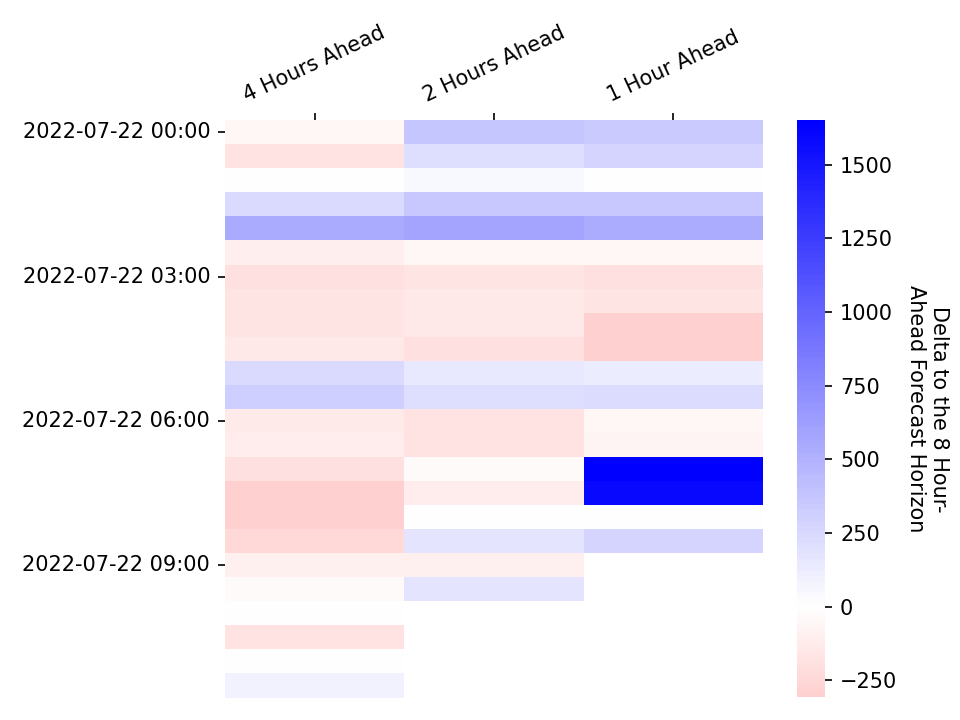 4 Hours Ahead
2 Hours Ahead
1 Hour Ahead
2022-07-22 00:00
2022-07-22 03:00
2022-07-22 06:00
2022-07-22 09:00
1500
1250
1000
750
500
250
0
−250
Delta to the 8 Hour-
Ahead Forecast Horizon